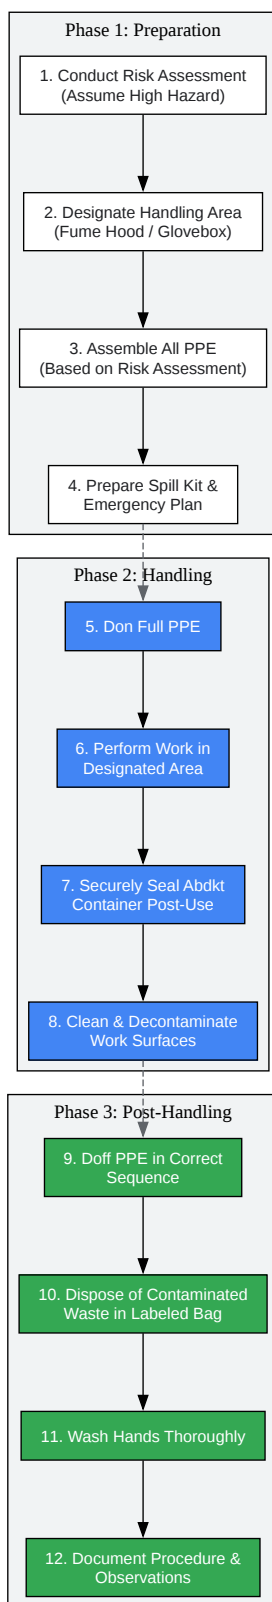 Phase 1: Preparation
1. Conduct Risk Assessment
(Assume High Hazard)
2. Designate Handling Area
(Fume Hood / Glovebox)
3. Assemble All PPE
(Based on Risk Assessment)
4. Prepare Spill Kit &
Emergency Plan
Phase 2: Handling
5. Don Full PPE
6. Perform Work in
Designated Area
7. Securely Seal Abdkt
Container Post-Use
8. Clean & Decontaminate
Work Surfaces
Phase 3: Post-Handling
9. Doff PPE in Correct
Sequence
10. Dispose of Contaminated
Waste in Labeled Bag
11. Wash Hands Thoroughly
12. Document Procedure &
Observations